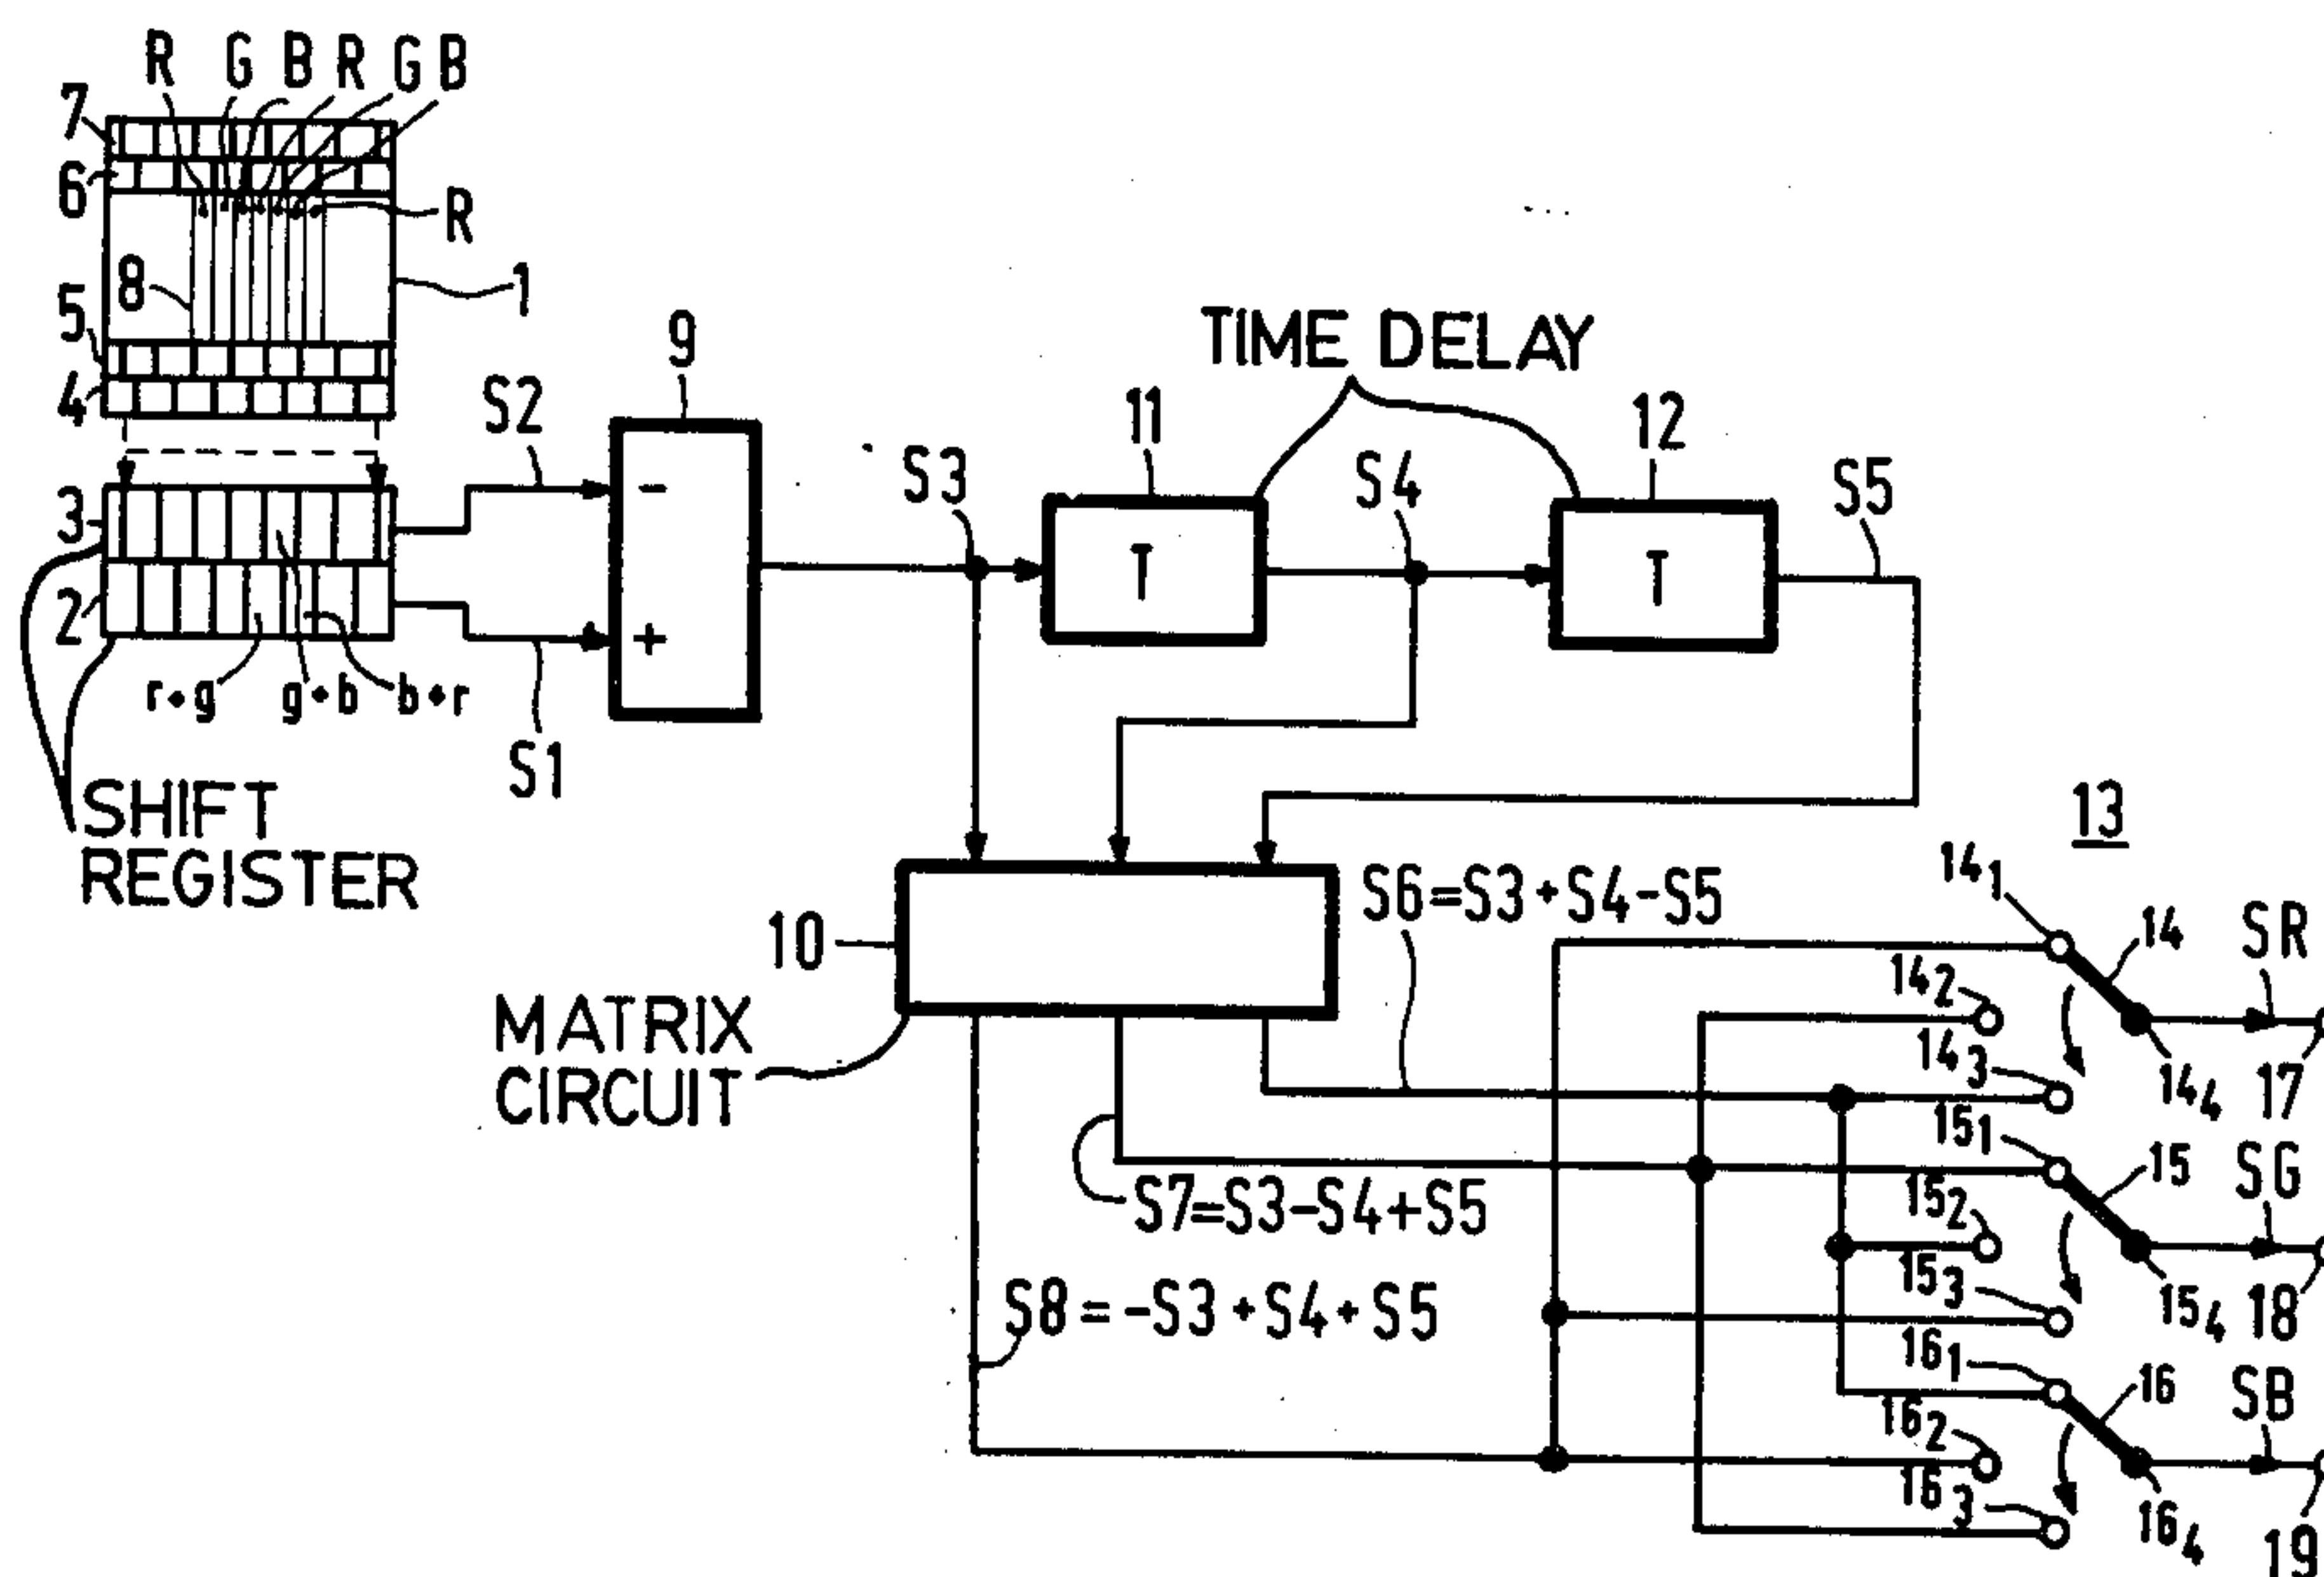 R G B R G B
7
6
R
8
1
5
4
9
TIME DELAY
S2
11
12
S3
S4
S5
3
-
T
T
2
+
r+g
g+b
b+r
S1
SHIFT
REGISTER
13
10
S6=S3+S4-S5
14₁
14
SR
14₂
MATRIX
CIRCUIT
14₃
14₄
17
15₁
15
SG
S7=S3-S4+S5
15₂
15₃
15₄
18
S8=-S3+S4+S5
16₁
16
SB
16₂
16₃
16₄
19